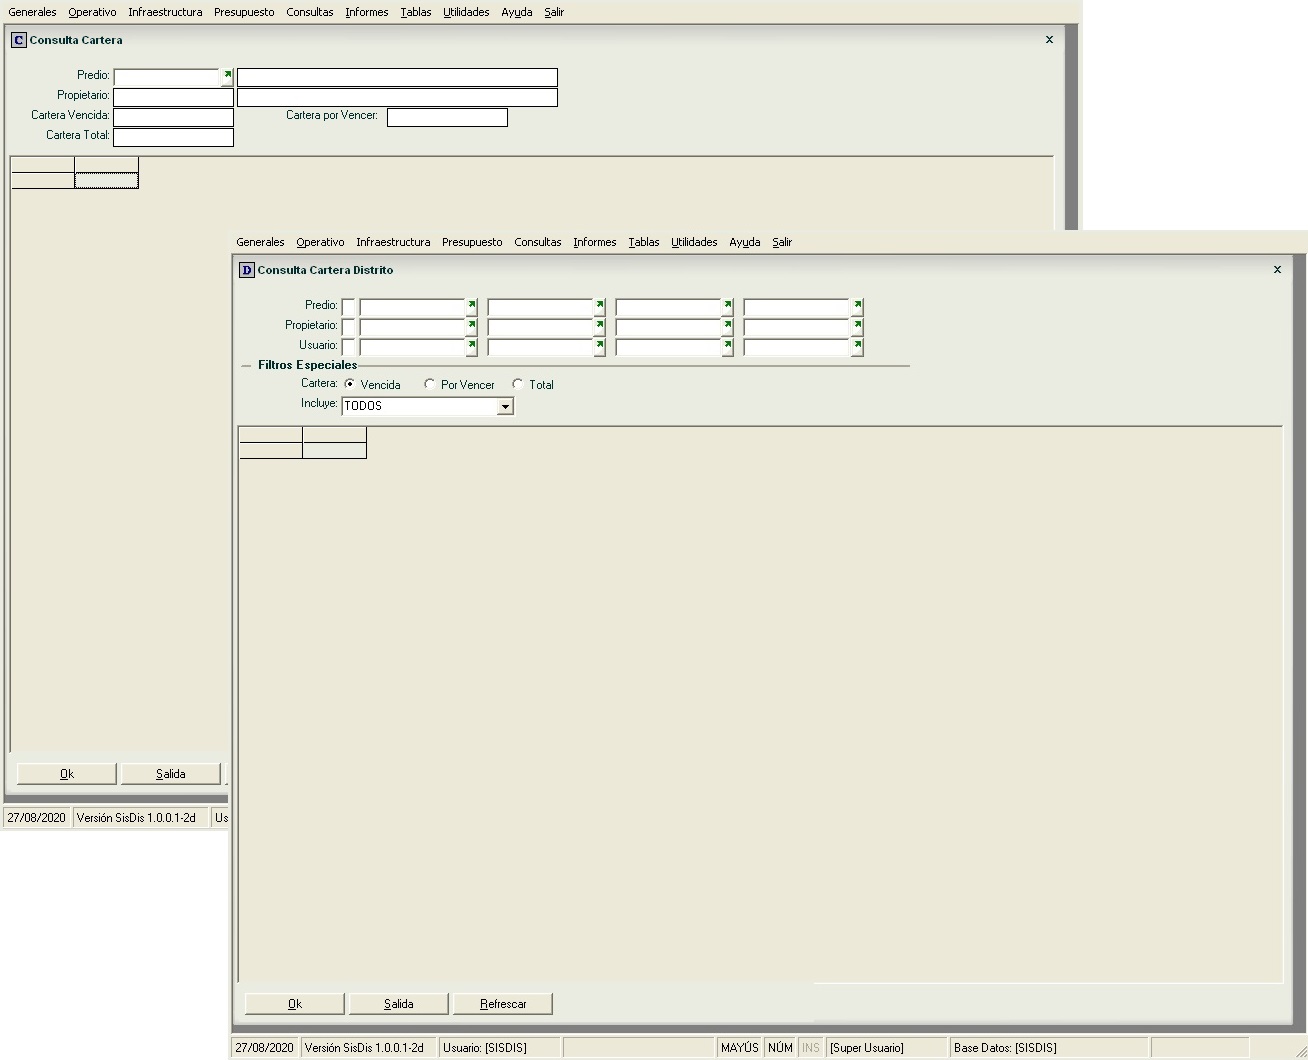 Generales Operativo Infraestructura Presupuesto Consultas Informes Tablas Utilidades Ayuda Salir
C Consulta Cartera x
Predio:
Propietario:
Cartera Vencida: Cartera por Vencer:
Cartera Total:
Ok Salida
27/08/2020 Versión SisDis 1.0.0.1-2d Us
Generales Operativo Infraestructura Presupuesto Consultas Informes Tablas Utilidades Ayuda Salir
D Consulta Cartera Distrito x
Predio:
Propietario:
Usuario:
Filtros Especiales
Cartera: Vencida Por Vencer Total
Incluye: TODOS
Ok Salida Refrescar
27/08/2020 Versión SisDis 1.0.0.1-2d Usuario: [SISDIS] MAYÚS NÚM INS [Super Usuario] Base Datos: [SISDIS]